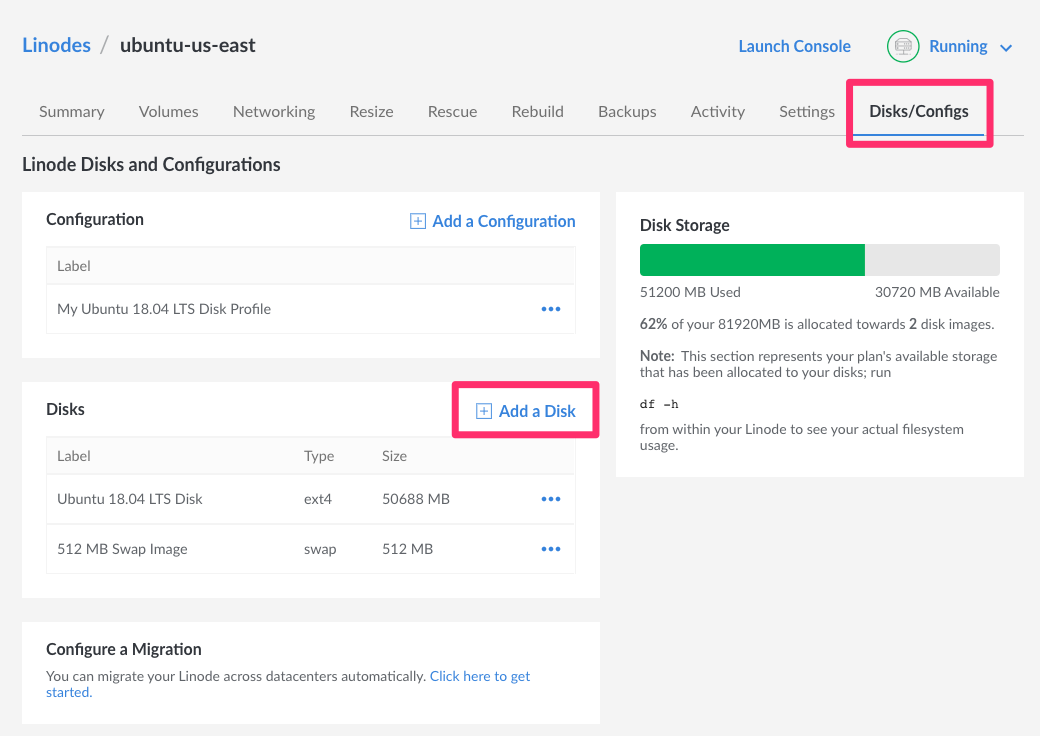 Linodes / ubuntu-us-east
Launch Console
Running
Summary Volumes Networking Resize Rescue Rebuild Backups Activity Settings Disks/Configs
Linode Disks and Configurations
Configuration
Add a Configuration
Label
My Ubuntu 18.04 LTS Disk Profile
Disks
Add a Disk
Label Type Size
Ubuntu 18.04 LTS Disk ext4 50688 MB
512 MB Swap Image swap 512 MB
Configure a Migration
You can migrate your Linode across datacenters automatically. Click here to get
started.
Disk Storage
51200 MB Used 30720 MB Available
62% of your 81920MB is allocated towards 2 disk images.
Note: This section represents your plan's available storage
that has been allocated to your disks; run
df -h
from within your Linode to see your actual filesystem
usage.